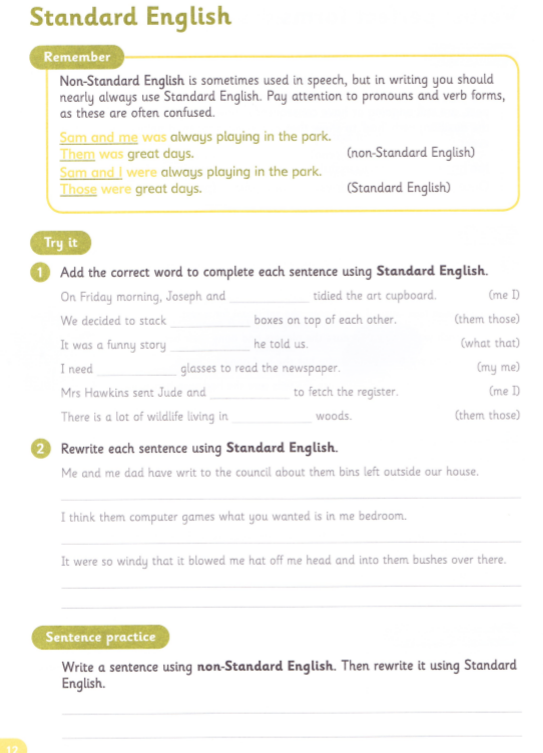 Standard English
Remember
Non-Standard English is sometimes used in speech, but in writing you should
nearly always use Standard English. Pay attention to pronouns and verb forms,
as these are often confused.
Sam and me was always playing in the park.
Them was great days. (non-Standard English)
Sam and I were always playing in the park.
Those were great days. (Standard English)
Try it
1 Add the correct word to complete each sentence using Standard English.
On Friday morning, Joseph and ____________ tidied the art cupboard. (me I)
We decided to stack ____________ boxes on top of each other. (them those)
It was a funny story ____________ he told us. (what that)
I need ____________ glasses to read the newspaper. (my me)
Mrs Hawkins sent Jude and ____________ to fetch the register. (me I)
There is a lot of wildlife living in ____________ woods. (them those)
2 Rewrite each sentence using Standard English.
Me and me dad have writ to the council about them bins left outside our house.
I think them computer games what you wanted is in me bedroom.
It were so windy that it blowed me hat off me head and into them bushes over there.
Sentence practice
Write a sentence using non-Standard English. Then rewrite it using Standard
English.
12